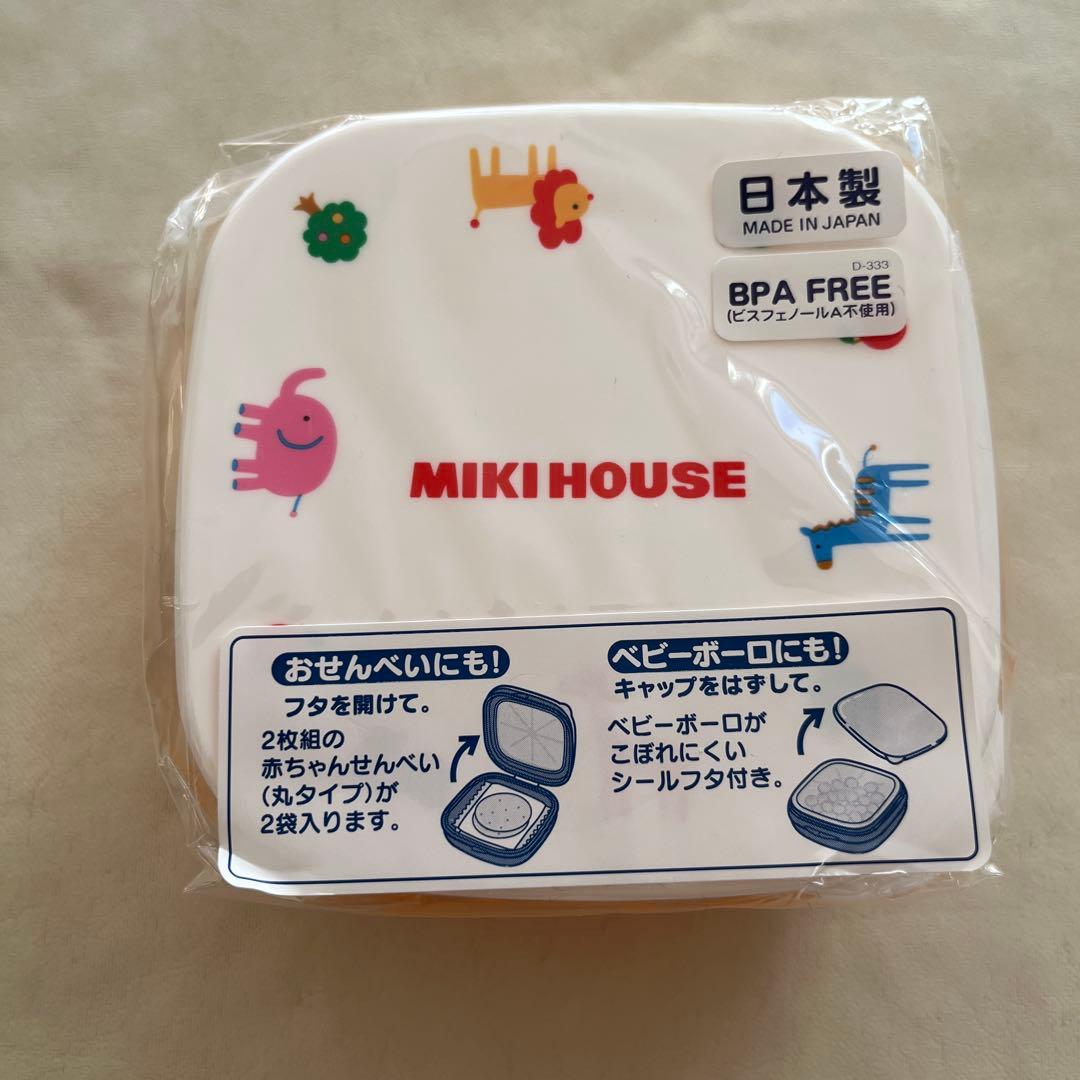 日本製
MADE IN JAPAN
D-333
BPA FREE
(ビスフェノールA不使用)
MIKI HOUSE
おせんべいにも!
フタを開けて。
2枚組の
赤ちゃんせんべい
(丸タイプ)が
2袋入ります。
ベビーボーロにも!
キャップをはずして。
ベビーボーロが
こぼれにくい
シールフタ付き。